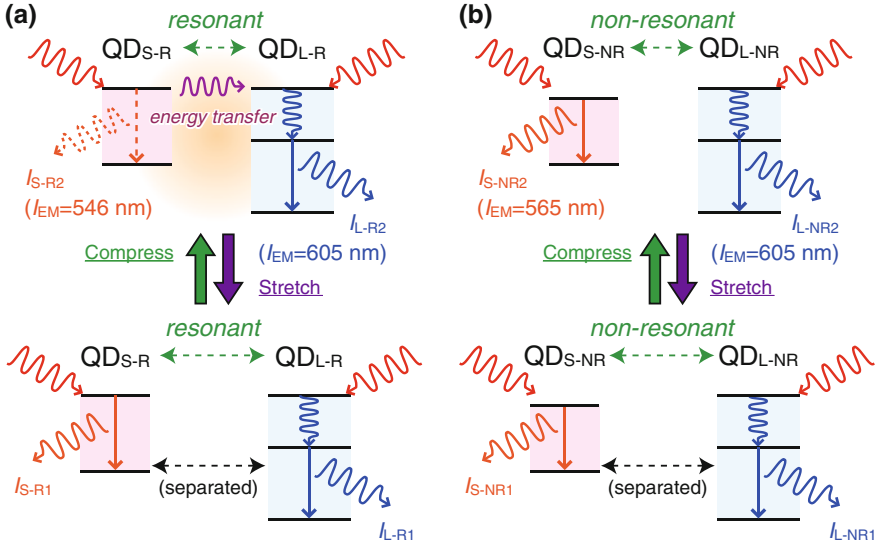 (a)
resonant
QDS-R
QDL-R
energy transfer
IS-R2
(IEM=546 nm)
IL-R2
(IEM=605 nm)
Compress
Stretch
resonant
QDS-R
QDL-R
IS-R1
(separated)
IL-R1
(b)
non-resonant
QDS-NR
QDL-NR
IS-NR2
(IEM=565 nm)
IL-NR2
(IEM=605 nm)
Compress
Stretch
non-resonant
QDS-NR
QDL-NR
IS-NR1
(separated)
IL-NR1